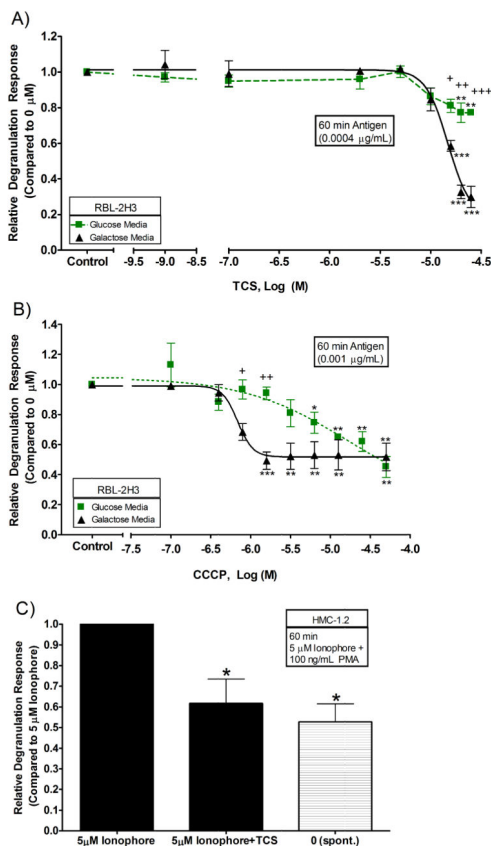 A)
Relative Degranulation Response
(Compared to 0 μM)
1.2
1.0
0.8
0.6
0.4
0.2
0.0
+ ++ +++
** **
***
***
***
60 min Antigen
(0.0004 μg/mL)
RBL-2H3
Glucose Media
Galactose Media
Control -9.5 -9.0 -8.5 -7.0 -6.5 -6.0 -5.5 -5.0 -4.5 -4.0
TCS, Log (M)
B)
Relative Degranulation Response
(Compared to 0 μM)
1.4
1.2
1.0
0.8
0.6
0.4
0.2
0.0
60 min Antigen
(0.001 μg/mL)
+ ++
* ** ** **
*** ** ** ** **
RBL-2H3
Glucose Media
Galactose Media
Control -7.5 -7.0 -6.5 -6.0 -5.5 -5.0 -4.5 -4.0
CCCP, Log (M)
C)
Relative Degranulation Response
(Compared to 5 μM Ionophore)
1.0
0.9
0.8
0.7
0.6
0.5
0.4
0.3
0.2
0.1
0.0
HMC-1.2
60 min
5 μM Ionophore +
100 ng/mL PMA
* *
5μM Ionophore 5μM Ionophore+TCS 0 (spont.)